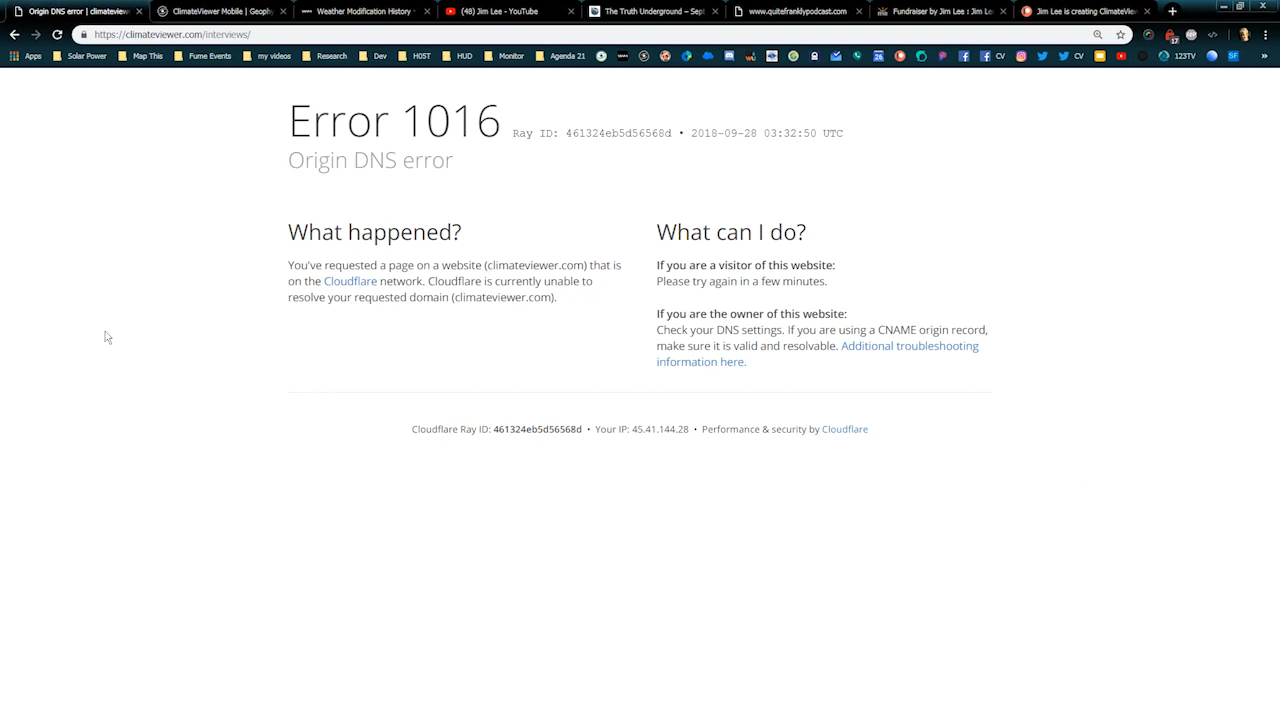 Origin DNS error | climateview
ClimateViewer Mobile | Geoph
Weather Modification History
(48) Jim Lee - YouTube
The Truth Underground – Sept
www.quitefranklypodcast.com
Fundraiser by Jim Lee : Jim Le
Jim Lee is creating ClimateVie
https://climateviewer.com/interviews/
Apps Solar Power Map This Fume Events my videos Research Dev H05T HUD Monitor Agenda 21 26 CV CV 123TV SF »
Error 1016 Ray ID: 461324eb5d56568d • 2018-09-28 03:32:50 UTC
Origin DNS error
What happened?
You've requested a page on a website (climateviewer.com) that is
on the Cloudflare network. Cloudflare is currently unable to
resolve your requested domain (climateviewer.com).
What can I do?
If you are a visitor of this website:
Please try again in a few minutes.
If you are the owner of this website:
Check your DNS settings. If you are using a CNAME origin record,
make sure it is valid and resolvable. Additional troubleshooting
information here.
Cloudflare Ray ID: 461324eb5d56568d • Your IP: 45.41.144.28 • Performance & security by Cloudflare